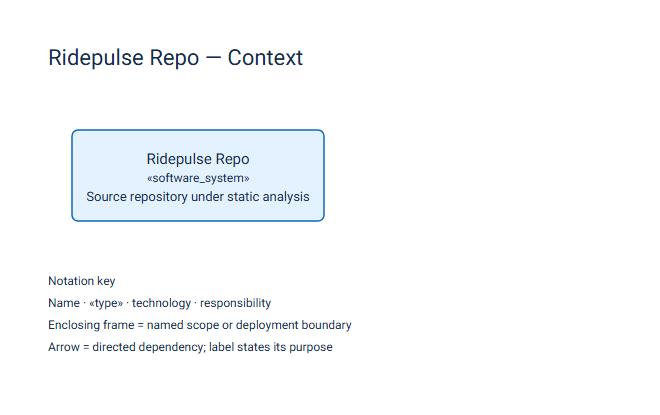 Ridepulse Repo — Context
Ridepulse Repo
«software_system»
Source repository under static analysis
Notation key
Name · «type» · technology · responsibility
Enclosing frame = named scope or deployment boundary
Arrow = directed dependency; label states its purpose